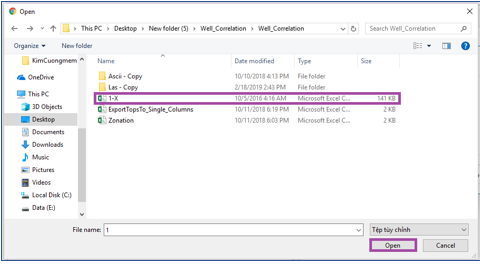 Open
This PC > Desktop > New folder (5) > Well_Correlation > Well_Correlation
Search Well_Correlation
Organize New folder
Name Date modified Type Size
KimCuongmem
OneDrive
This PC
3D Objects
Desktop
Documents
Downloads
Music
Pictures
Videos
Local Disk (C:)
Data (E:)
Ascii - Copy 10/10/2018 4:13 PM File folder
Las - Copy 2/18/2019 2:43 PM File folder
1-X 10/5/2016 4:16 AM Microsoft Excel C... 141 KB
ExportTopsTo_Single_Columns 10/11/2018 6:19 PM Microsoft Excel C... 2 KB
Zonation 10/11/2018 6:03 PM Microsoft Excel C... 2 KB
File name: 1
Tệp tùy chỉnh
Open Cancel